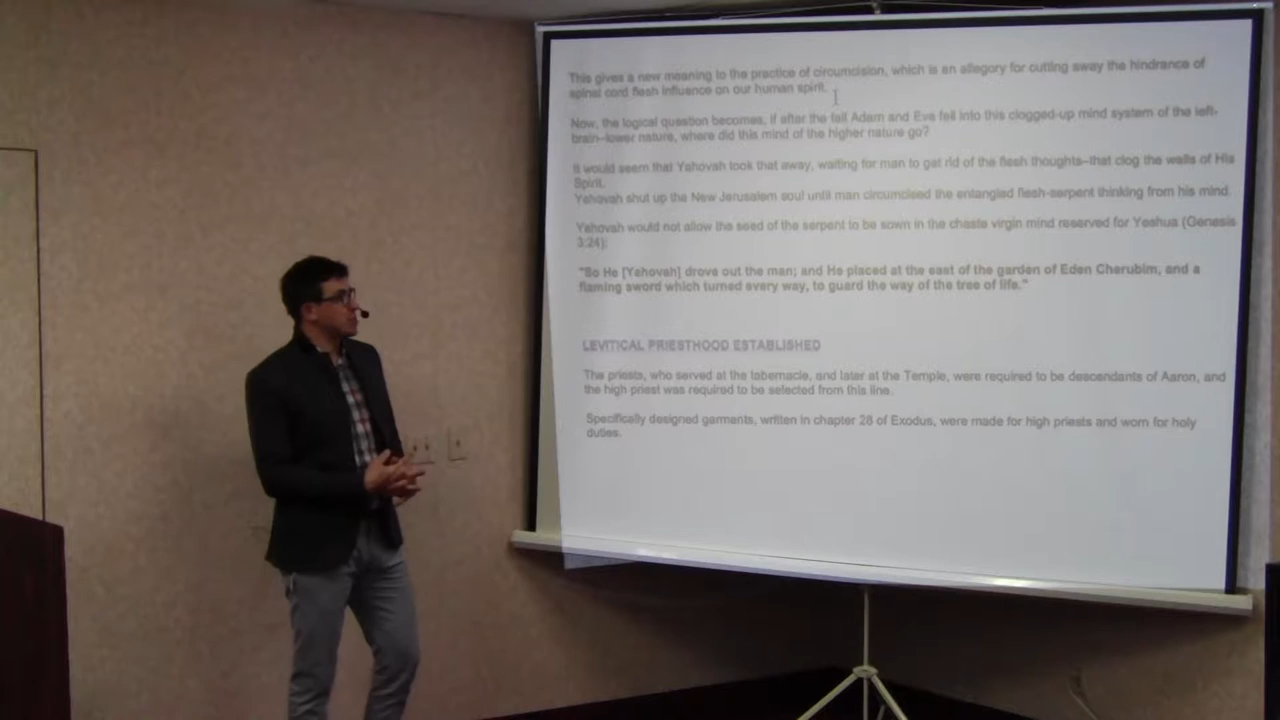 This gives a new meaning to the practice of circumcision, which is an allegory for cutting away the hindrance of
spinal cord flesh influence on our human spirit.
Now, the logical question becomes, if after the fall Adam and Eve fell into this clogged-up mind system of the left-
brain–lower nature, where did this mind of the higher nature go?
It would seem that Yahovah took that away, waiting for man to get rid of the flesh thoughts–that clog the walls of His
Spirit.
Yahovah shut up the New Jerusalem soul until man circumcised the entangled flesh-serpent thinking from his mind.
Yahovah would not allow the seed of the serpent to be sown in the chaste virgin mind reserved for Yeshua (Genesis
3:24):
"So He [Yahovah] drove out the man; and He placed at the east of the garden of Eden Cherubim, and a
flaming sword which turned every way, to guard the way of the tree of life."
LEVITICAL PRIESTHOOD ESTABLISHED
The priests, who served at the tabernacle, and later at the Temple, were required to be descendants of Aaron, and
the high priest was required to be selected from this line.
Specifically designed garments, written in chapter 28 of Exodus, were made for high priests and worn for holy
duties.